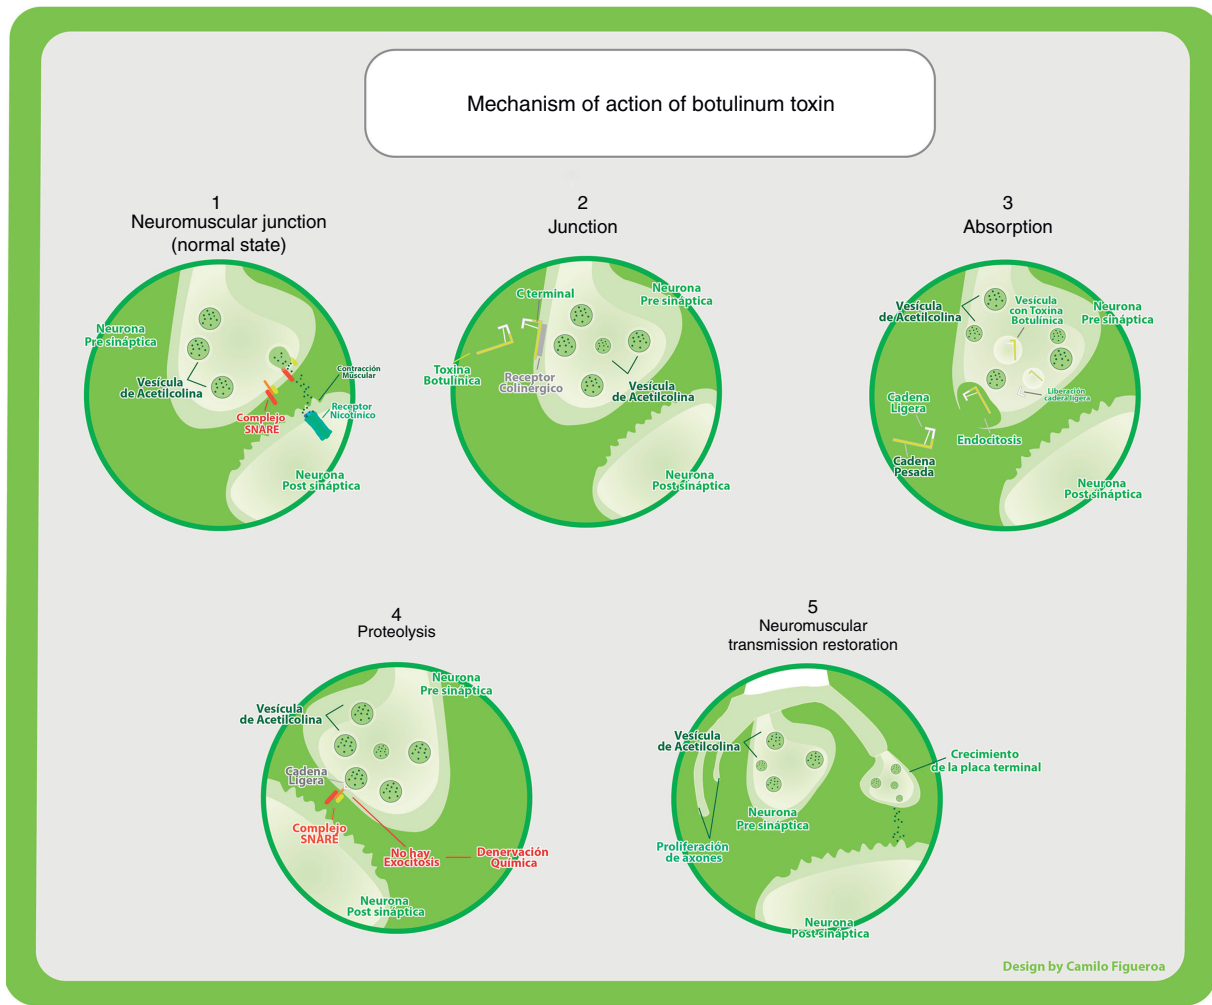 Mechanism of action of botulinum toxin
1
Neuromuscular junction
(normal state)
Neurona
Pre sináptica
Vesícula
de Acetilcolina
Complejo
SNARE
Contracción
Muscular
Receptor
Nicotínico
Neurona
Post sináptica
2
Junction
C terminal
Neurona
Pre sináptica
Toxina
Botulínica
Receptor
Colinérgico
Vesícula
de Acetilcolina
Neurona
Post sináptica
3
Absorption
Vesícula
de Acetilcolina
Vesícula
con Toxina
Botulínica
Neurona
Pre sináptica
Cadena
Ligera
Liberación
cadera ligera
Endocitosis
Cadena
Pesada
Neurona
Post sináptica
4
Proteolysis
Neurona
Pre sináptica
Vesícula
de Acetilcolina
Cadena
Ligera
Complejo
SNARE
No hay
Exocitosis
Denervación
Química
Neurona
Post sináptica
5
Neuromuscular
transmission restoration
Vesícula
de Acetilcolina
Crecimiento
de la placa terminal
Neurona
Pre sináptica
Proliferación
de axones
Neurona
Post sináptica
Design by Camilo Figueroa